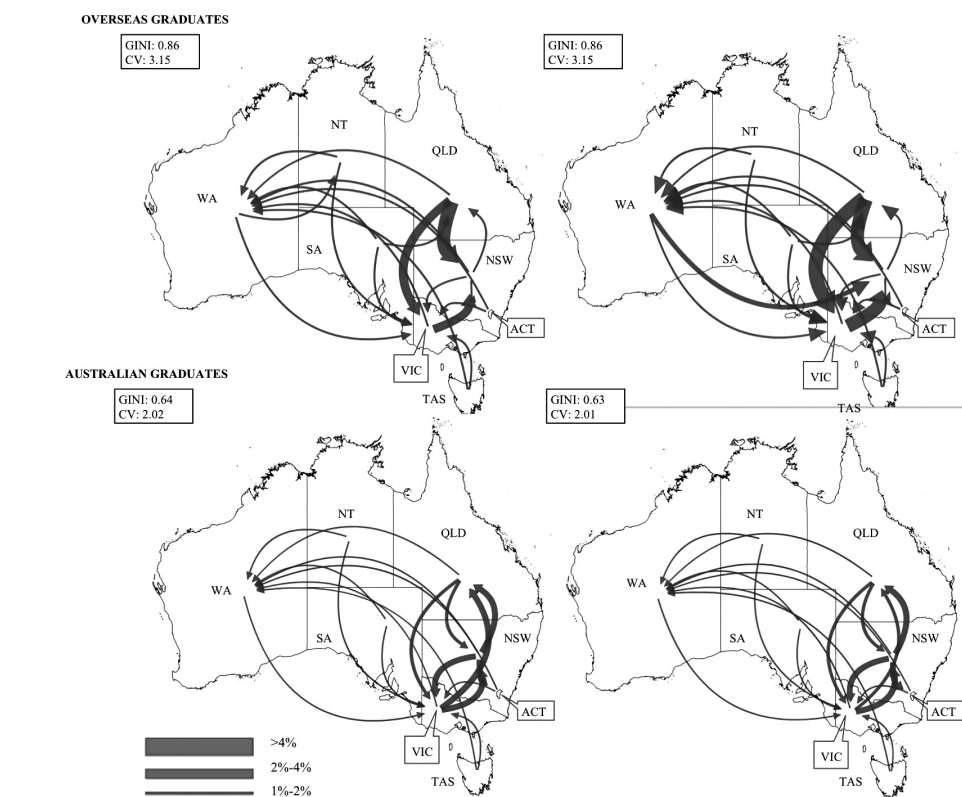 OVERSEAS GRADUATES
GINI: 0.86
CV: 3.15
GINI: 0.86
CV: 3.15
NT
QLD
WA
SA
NSW
ACT
VIC
TAS
NT
QLD
WA
SA
NSW
ACT
VIC
TAS
AUSTRALIAN GRADUATES
GINI: 0.64
CV: 2.02
GINI: 0.63
CV: 2.01
NT
QLD
WA
SA
NSW
ACT
VIC
TAS
NT
QLD
WA
SA
NSW
ACT
VIC
TAS
>4%
2%-4%
1%-2%